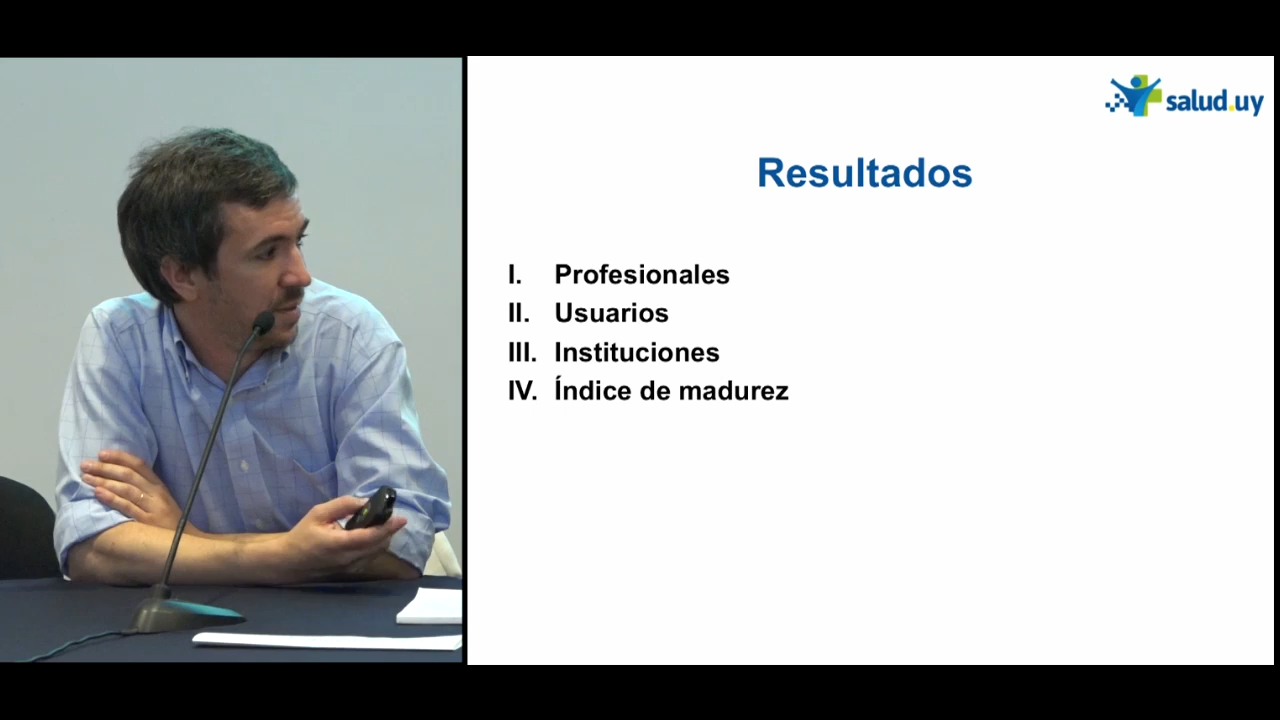 salud.uy
Resultados
I. Profesionales
II. Usuarios
III. Instituciones
IV. Índice de madurez